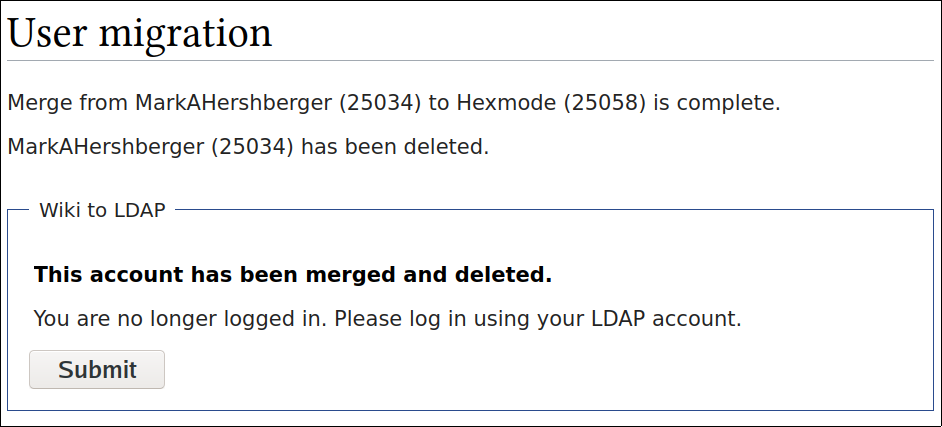 User migration
Merge from MarkAHershberger (25034) to Hexmode (25058) is complete.
MarkAHershberger (25034) has been deleted.
Wiki to LDAP
This account has been merged and deleted.
You are no longer logged in. Please log in using your LDAP account.
Submit